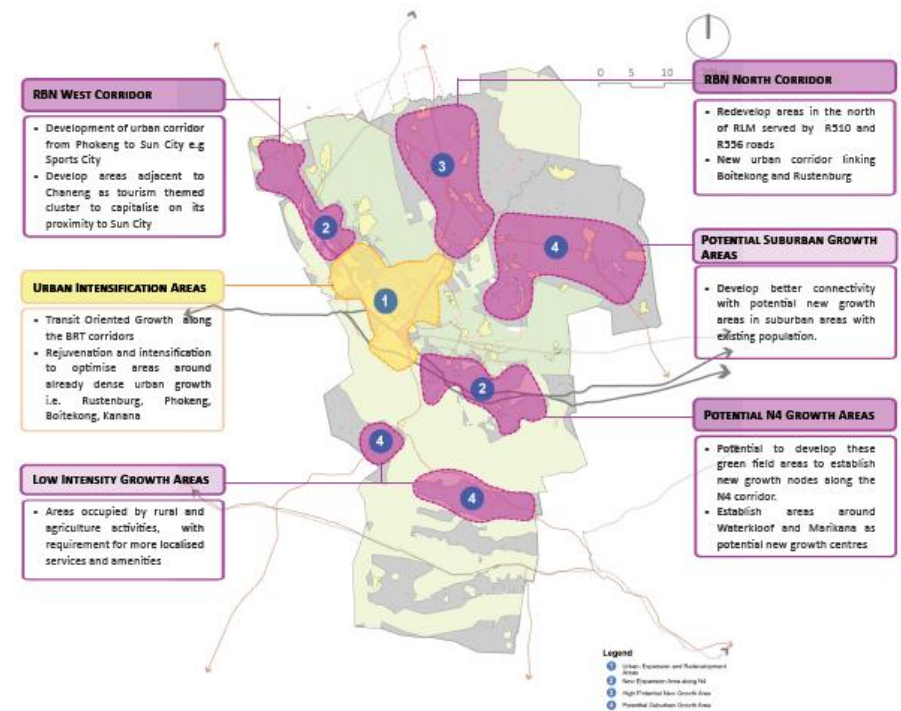 0 5 10
RBN WEST CORRIDOR
▪ Development of urban corridor
from Phokeng to Sun City e.g
Sports City
▪ Develop areas adjacent to
Chaneng as tourism themed
cluster to capitalise on its
proximity to Sun City
URBAN INTENSIFICATION AREAS
▪ Transit Oriented Growth along
the BRT corridors
▪ Rejuvenation and intensification
to optimise areas around
already dense urban growth
i.e. Rustenburg, Phokeng,
Boitekong, Kanana
LOW INTENSITY GROWTH AREAS
▪ Areas occupied by rural and
agriculture activities, with
requirement for more localised
services and amenities
3
2
4
1
2
4
4
RBN NORTH CORRIDOR
▪ Redevelop areas in the north
of RLM served by R510 and
R556 roads
▪ New urban corridor linking
Boitekong and Rustenburg
POTENTIAL SUBURBAN GROWTH
AREAS
▪ Develop better connectivity
with potential new growth
areas in suburban areas with
existing population.
POTENTIAL N4 GROWTH AREAS
▪ Potential to develop these
green field areas to establish
new growth nodes along the
N4 corridor.
▪ Establish areas around
Waterkloof and Marikana as
potential new growth centres
Legend
1 Urban Expansion and Redevelopment
Areas
2 New Expansion Area along N4
3 High Potential New Growth Area
4 Potential Suburban Growth Area